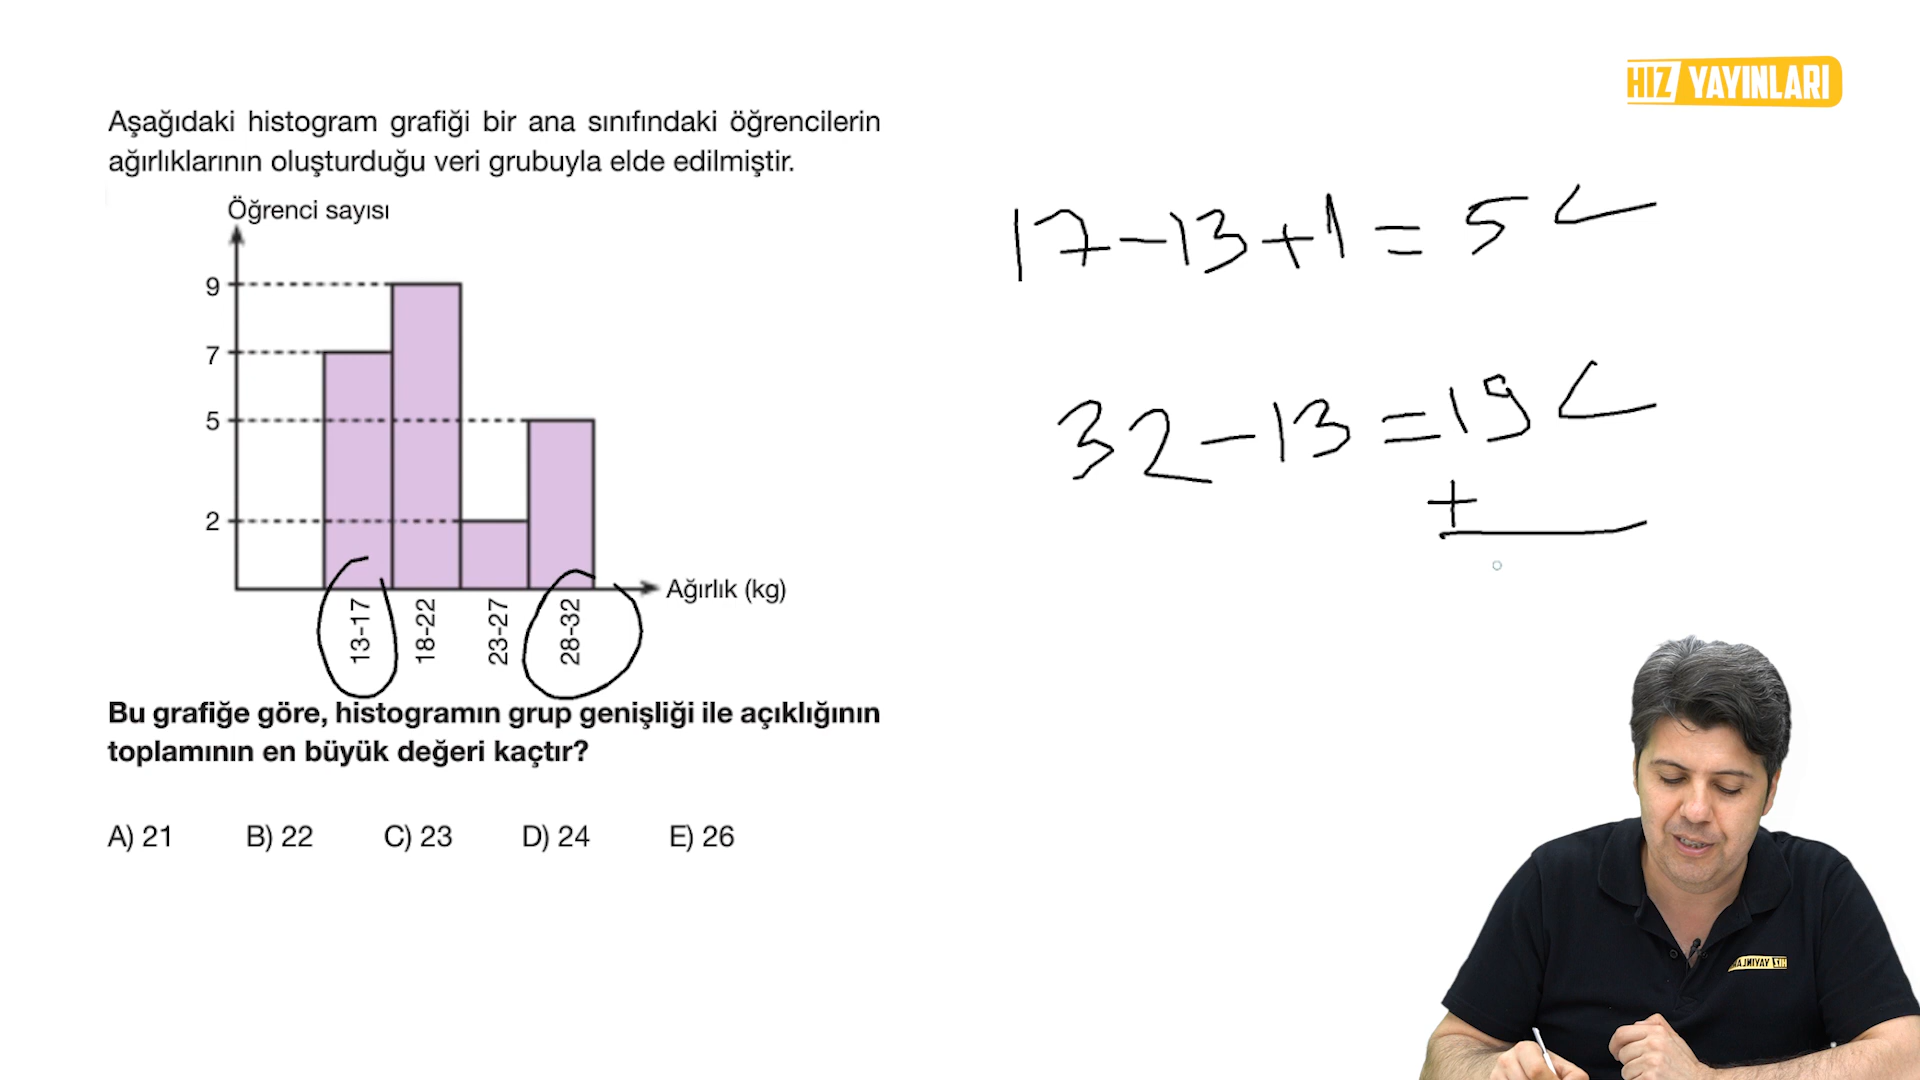 HIZ YAYINLARI
Aşağıdaki histogram grafiği bir ana sınıfındaki öğrencilerin
ağırlıklarının oluşturduğu veri grubuyla elde edilmiştir.
Öğrenci sayısı
9
7
5
2
13-17
18-22
23-27
28-32
Ağırlık (kg)
Bu grafiğe göre, histogramın grup genişliği ile açıklığının
toplamının en büyük değeri kaçtır?
A) 21 B) 22 C) 23 D) 24 E) 26
17-13+1=5
32-13=19
+
HIZ YAYINLARI